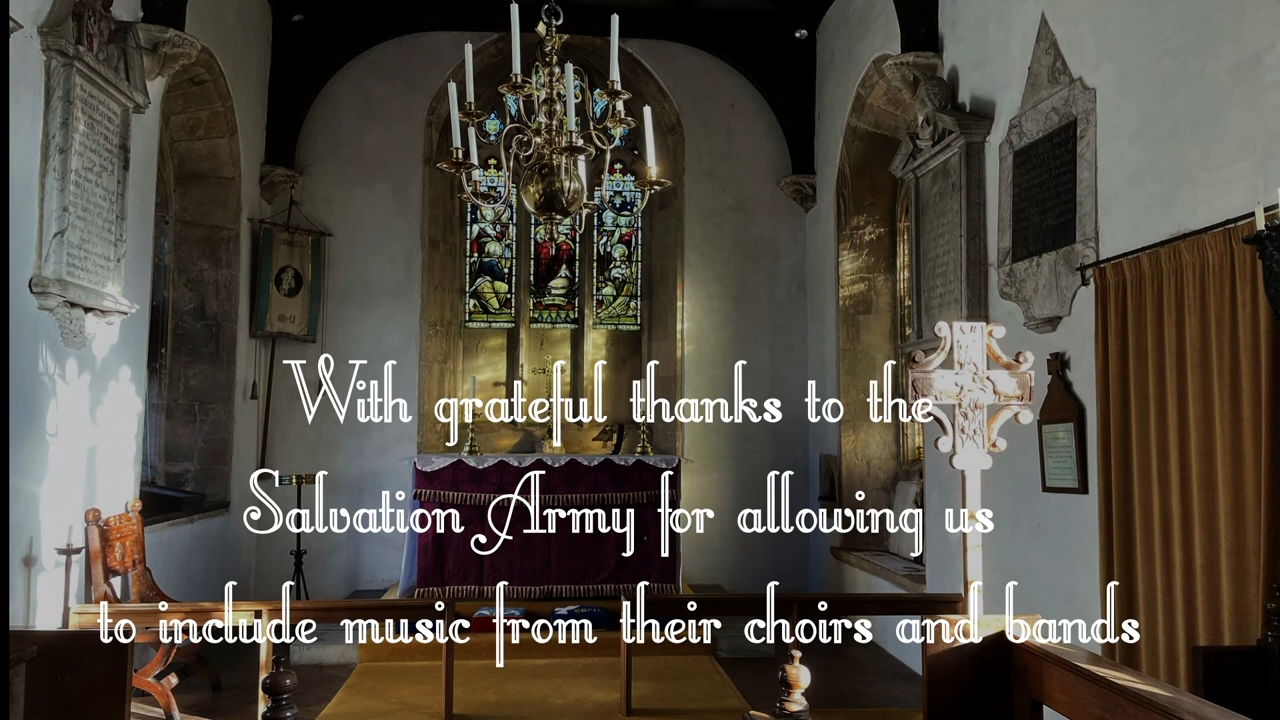 With grateful thanks to the
Salvation Army for allowing us
to include music from their choirs and bands